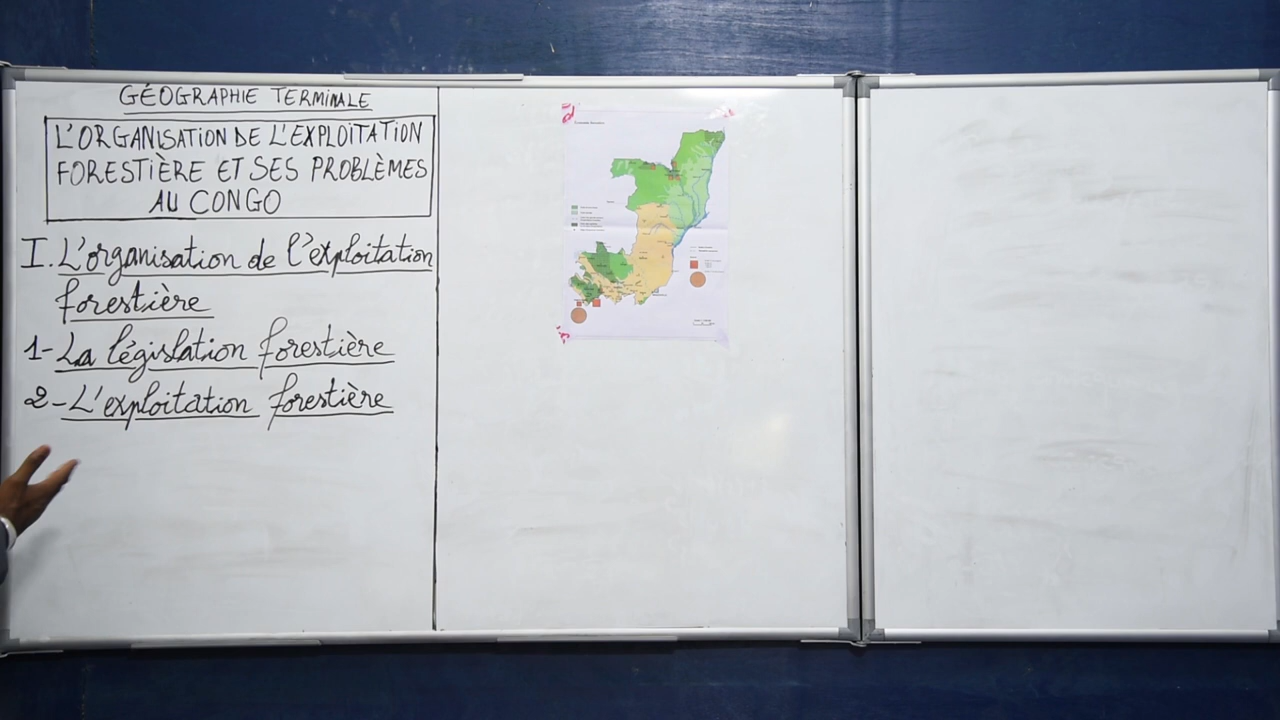 GÉOGRAPHIE TERMINALE
L'ORGANISATION DE L'EXPLOITATION
FORESTIÈRE ET SES PROBLÈMES
AU CONGO
I. L'organisation de l'exploitation
forestière
1- La législation forestière
2- L'exploitation forestière